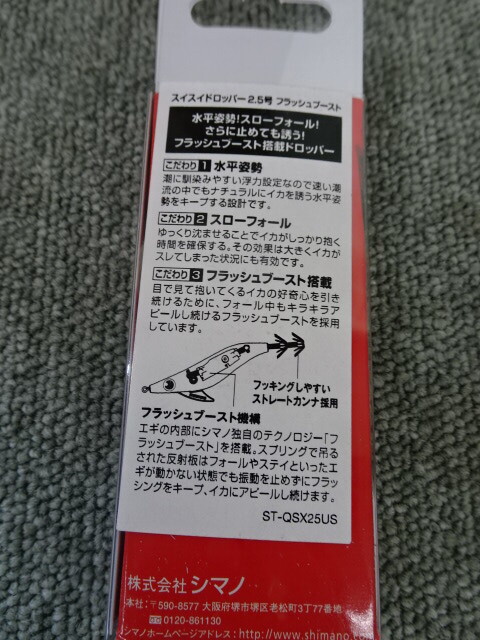 スイスイドロッパー2.5号 フラッシュブースト
水平姿勢!スローフォール!
さらに止めても誘う!
フラッシュブースト搭載ドロッパー
こだわり1 水平姿勢
潮に馴染みやすい浮力設定なので速い潮
流の中でもナチュラルにイカを誘う水平姿
勢をキープする設計です。
こだわり2 スローフォール
ゆっくり沈ませることでイカがしっかり抱く
時間を確保する。その効果は大きくイカが
スレてしまった状況にも有効です。
こだわり3 フラッシュブースト搭載
目で見て抱いてくるイカの好奇心を引き
続けるために、フォール中もキラキラア
ピールし続けるフラッシュブーストを採用
しています。
フッキングしやすい
ストレートカンナ採用
フラッシュブースト機構
エギの内部にシマノ独自のテクノロジー「フ
ラッシュブースト」を搭載。スプリングで吊る
された反射板はフォールやステイといったエ
ギが動かない状態でも振動を止めずにフラッ
シングをキープ、イカにアピールし続けます。
ST-QSX25US
株式会社シマノ
本社:〒590-8577 大阪府堺市堺区老松町3丁77番地
0120-861130
シマノホームページアドレス:http://www.shimano.com